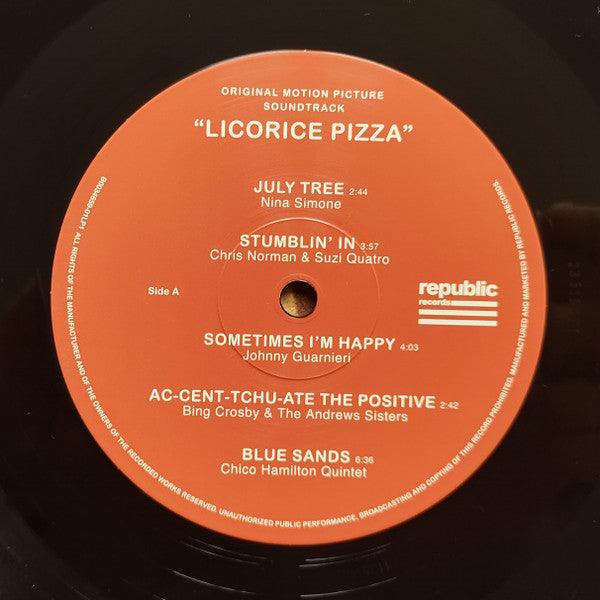 ORIGINAL MOTION PICTURE
SOUNDTRACK
“LICORICE PIZZA”
JULY TREE 2:44
Nina Simone
STUMBLIN’ IN 3:57
Chris Norman & Suzi Quatro
Side A
republic
records
SOMETIMES I’M HAPPY 4:03
Johnny Guarnieri
AC-CENT-TCHU-ATE THE POSITIVE 2:42
Bing Crosby & The Andrews Sisters
BLUE SANDS 6:36
Chico Hamilton Quintet
B0034659-01LP1 ALL RIGHTS OF THE MANUFACTURER AND OF THE OWNERS OF THE RECORDED WORKS RESERVED. UNAUTHORIZED PUBLIC PERFORMANCE, BROADCASTING AND COPYING OF THIS RECORD PROHIBITED. MANUFACTURED AND MARKETED BY REPUBLIC RECORDS.